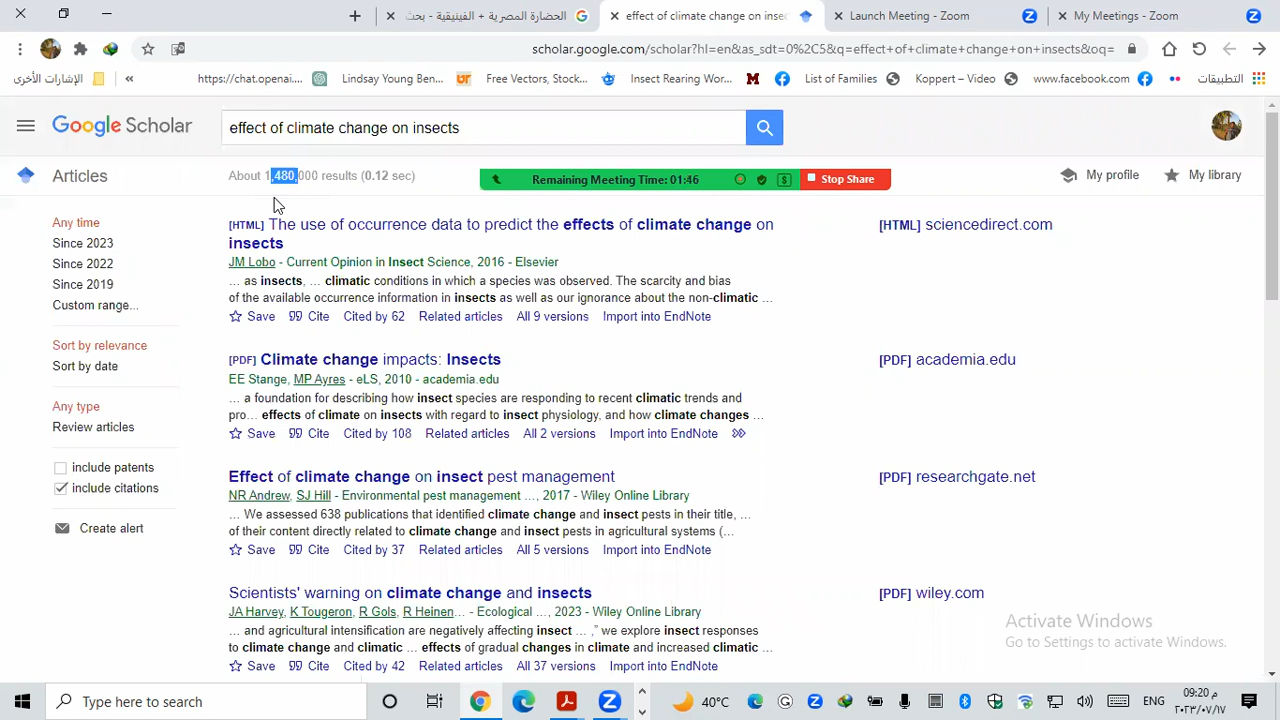 الحضارة المصرية + الفينيقية - بحث
effect of climate change on insec
Launch Meeting - Zoom
My Meetings - Zoom
scholar.google.com/scholar?hl=en&as_sdt=0%2C5&q=effect+of+climate+change+on+insects&oq=
الإشارات الأخرى
https://chat.openai....
Lindsay Young Ben...
Free Vectors, Stock...
Insect Rearing Wor...
List of Families
Koppert – Video
www.facebook.com
التطبيقات
Google Scholar
effect of climate change on insects
Articles
About 1,480,000 results (0.12 sec)
Remaining Meeting Time: 01:46
Stop Share
My profile
My library
Any time
Since 2023
Since 2022
Since 2019
Custom range...
Sort by relevance
Sort by date
Any type
Review articles
include patents
include citations
Create alert
[HTML] The use of occurrence data to predict the effects of climate change on
insects
JM Lobo - Current Opinion in Insect Science, 2016 - Elsevier
... as insects, ... climatic conditions in which a species was observed. The scarcity and bias
of the available occurrence information in insects as well as our ignorance about the non-climatic ...
Save Cite Cited by 62 Related articles All 9 versions Import into EndNote
[HTML] sciencedirect.com
[PDF] Climate change impacts: Insects
EE Stange, MP Ayres - eLS, 2010 - academia.edu
... a foundation for describing how insect species are responding to recent climatic trends and
pro... effects of climate on insects with regard to insect physiology, and how climate changes ...
Save Cite Cited by 108 Related articles All 2 versions Import into EndNote
[PDF] academia.edu
Effect of climate change on insect pest management
NR Andrew, SJ Hill - Environmental pest management ..., 2017 - Wiley Online Library
... We assessed 638 publications that identified climate change and insect pests in their title, ...
of their content directly related to climate change and insect pests in agricultural systems (...
Save Cite Cited by 37 Related articles All 5 versions Import into EndNote
[PDF] researchgate.net
Scientists' warning on climate change and insects
JA Harvey, K Tougeron, R Gols, R Heinen... - Ecological ..., 2023 - Wiley Online Library
... and agricultural intensification are negatively affecting insect ... ," we explore insect responses
to climate change and climatic ... effects of gradual changes in climate and increased climatic ...
Save Cite Cited by 42 Related articles All 37 versions Import into EndNote
[PDF] wiley.com
Activate Windows
Go to Settings to activate Windows.
Type here to search
40°C
ENG
09:20 م
٢٠٢٣/٠٧/١٧